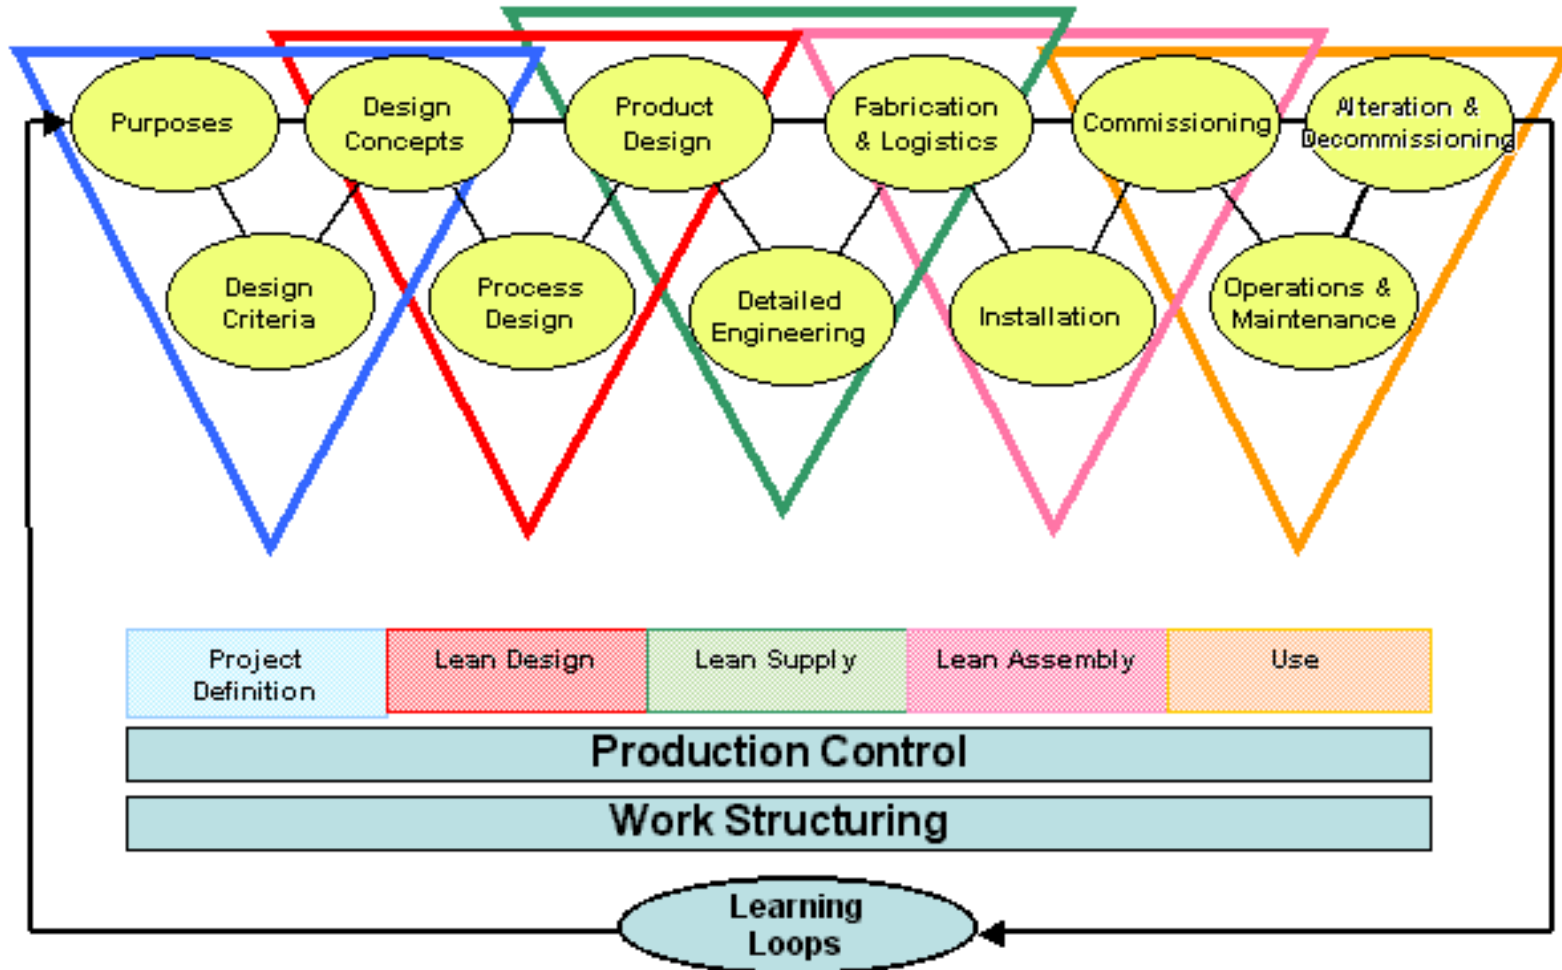 Purposes
Design
Concepts
Product
Design
Fabrication
& Logistics
Commissioning
Alteration &
Decommissioning
Design
Criteria
Process
Design
Detailed
Engineering
Installation
Operations &
Maintenance
Project
Definition
Lean Design
Lean Supply
Lean Assembly
Use
Production Control
Work Structuring
Learning
Loops